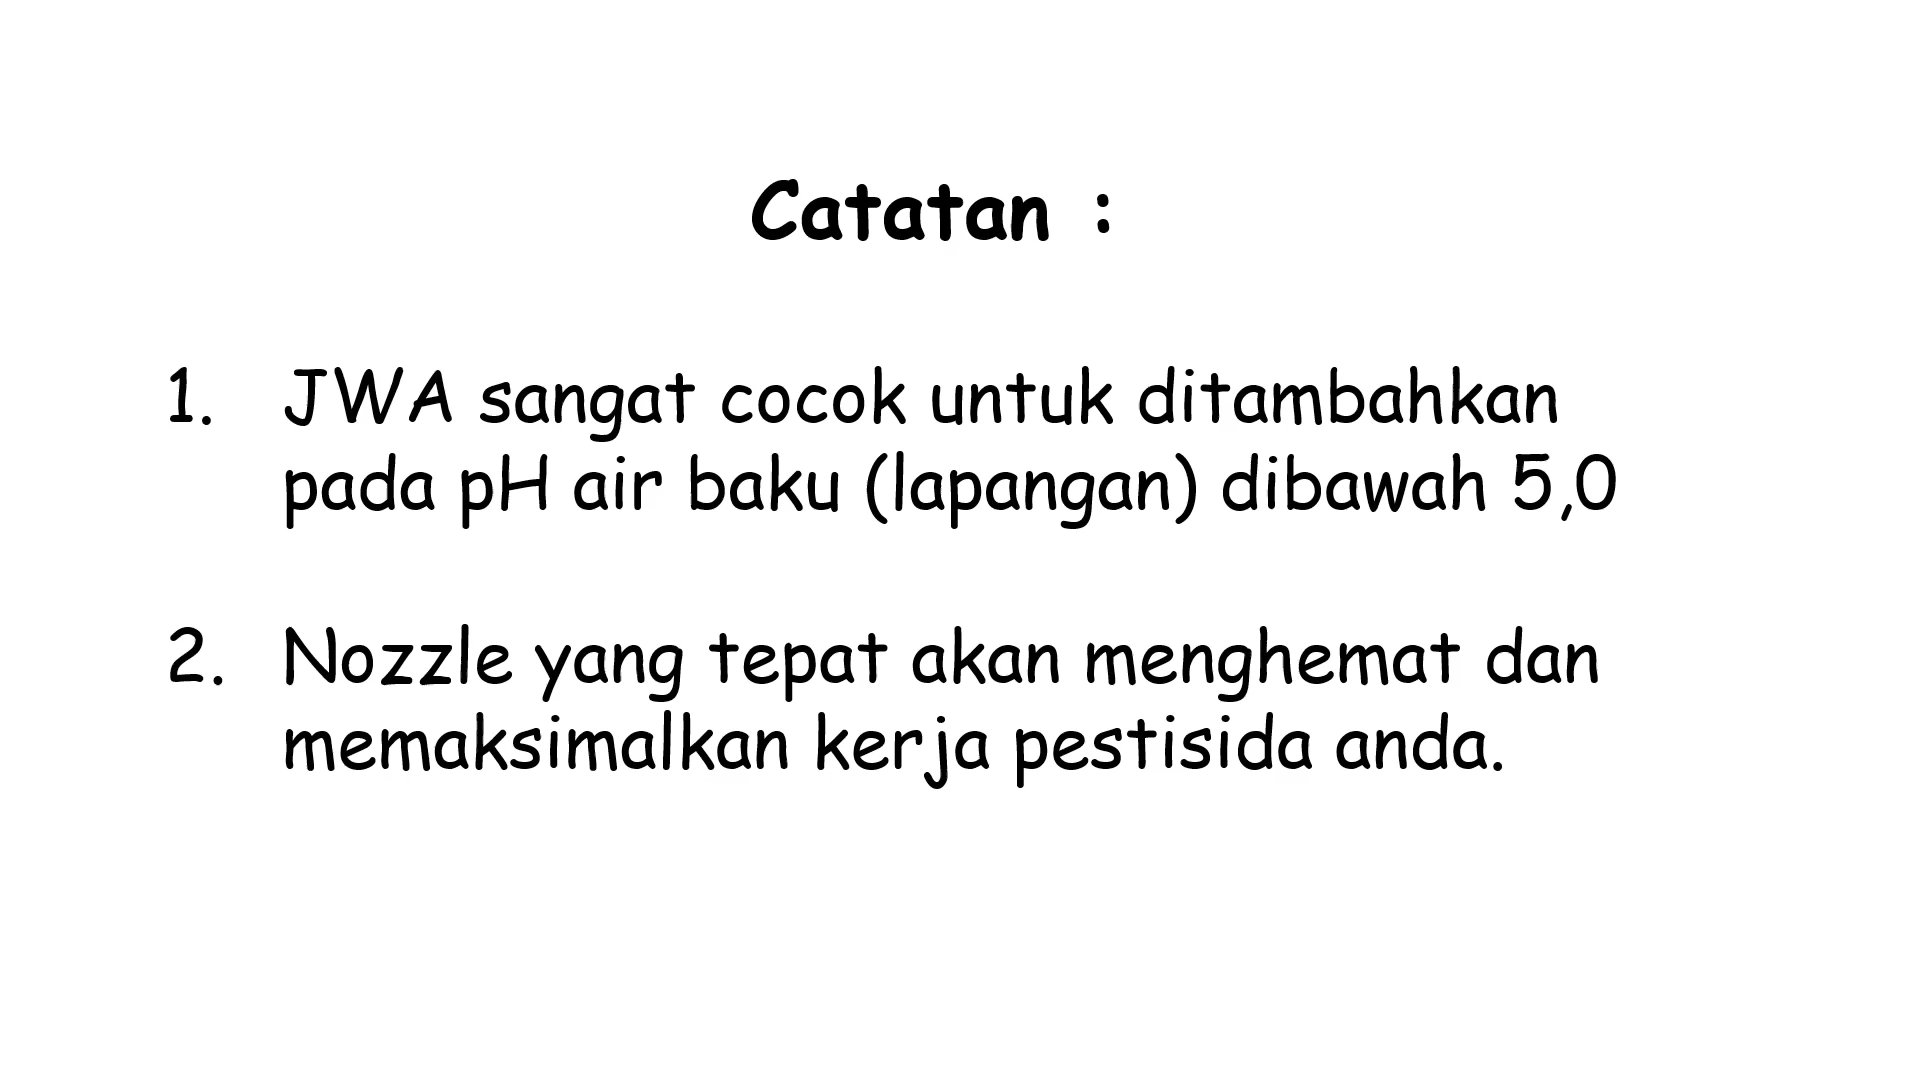 Catatan :
1. JWA sangat cocok untuk ditambahkan
pada pH air baku (lapangan) dibawah 5,0
2. Nozzle yang tepat akan menghemat dan
memaksimalkan kerja pestisida anda.